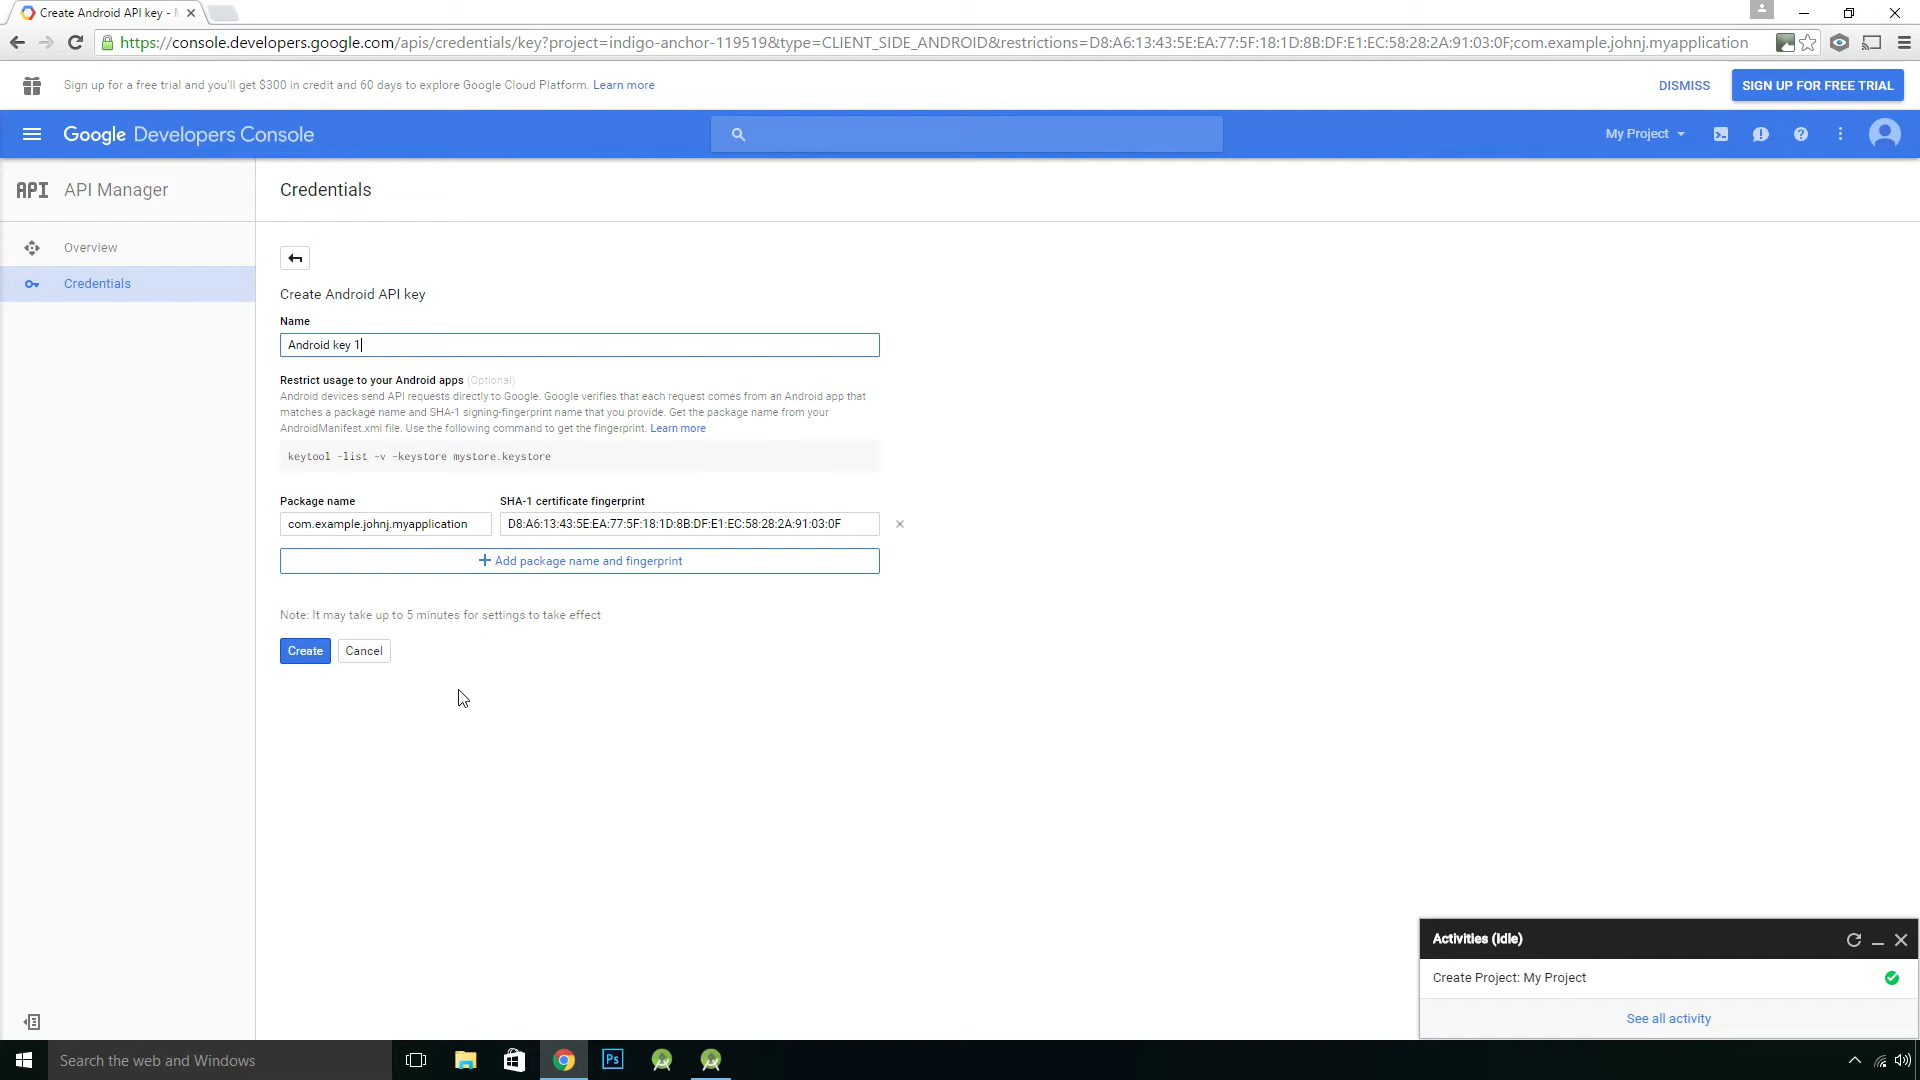 Create Android API key -
https://console.developers.google.com/apis/credentials/key?project=indigo-anchor-119519&type=CLIENT_SIDE_ANDROID&restrictions=D8:A6:13:43:5E:EA:77:5F:18:1D:8B:DF:E1:EC:58:28:2A:91:03:0F;com.example.johnj.myapplication
Sign up for a free trial and you'll get $300 in credit and 60 days to explore Google Cloud Platform. Learn more
DISMISS
SIGN UP FOR FREE TRIAL
Google Developers Console
My Project
API API Manager
Credentials
Overview
Credentials
Create Android API key
Name
Android key 1
Restrict usage to your Android apps (Optional)
Android devices send API requests directly to Google. Google verifies that each request comes from an Android app that
matches a package name and SHA-1 signing-fingerprint name that you provide. Get the package name from your
AndroidManifest.xml file. Use the following command to get the fingerprint. Learn more
keytool -list -v -keystore mystore.keystore
Package name
SHA-1 certificate fingerprint
com.example.johnj.myapplication
D8:A6:13:43:5E:EA:77:5F:18:1D:8B:DF:E1:EC:58:28:2A:91:03:0F
+ Add package name and fingerprint
Note: It may take up to 5 minutes for settings to take effect
Create
Cancel
Activities (Idle)
Create Project: My Project
See all activity
Search the web and Windows
Ps